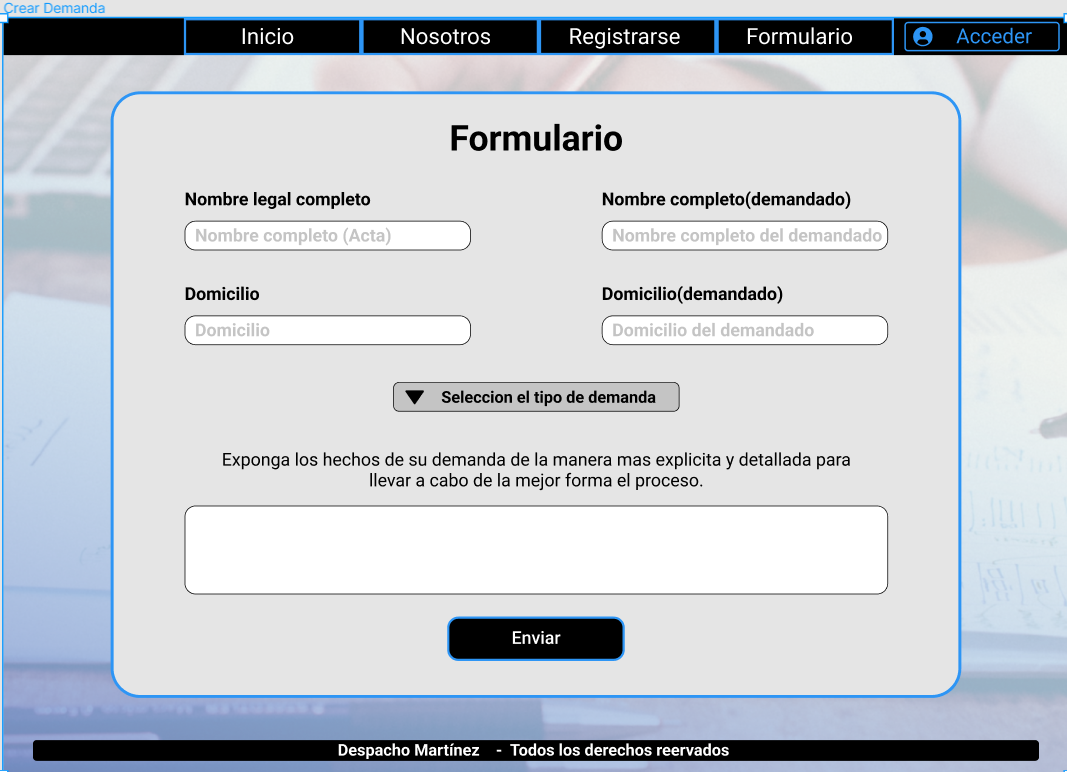 Crear Demanda
Inicio Nosotros Registrarse Formulario Acceder
Formulario
Nombre legal completo Nombre completo(demandado)
Nombre completo (Acta) Nombre completo del demandado
Domicilio Domicilio(demandado)
Domicilio Domicilio del demandado
Seleccion el tipo de demanda
Exponga los hechos de su demanda de la manera mas explicita y detallada para
llevar a cabo de la mejor forma el proceso.
Enviar
Despacho Martínez - Todos los derechos reervados